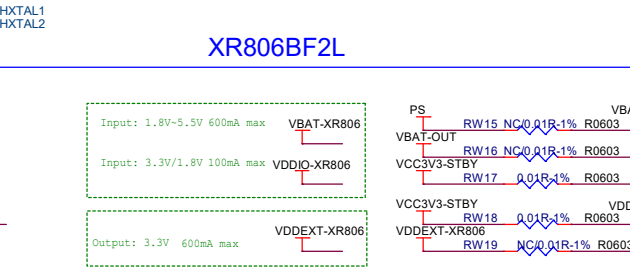 HXTAL1
HXTAL2
XR806BF2L
Input: 1.8V~5.5V 600mA max
VBAT-XR806
Input: 3.3V/1.8V 100mA max
VDDIO-XR806
Output: 3.3V 600mA max
VDDEXT-XR806
PS
VBA
RW15 NC/0.01R-1% R0603
VBAT-OUT
RW16 NC/0.01R-1% R0603
VCC3V3-STBY
RW17 0.01R-1% R0603
VCC3V3-STBY
VDD
RW18 0.01R-1% R0603
VDDEXT-XR806
RW19 NC/0.01R-1% R0603